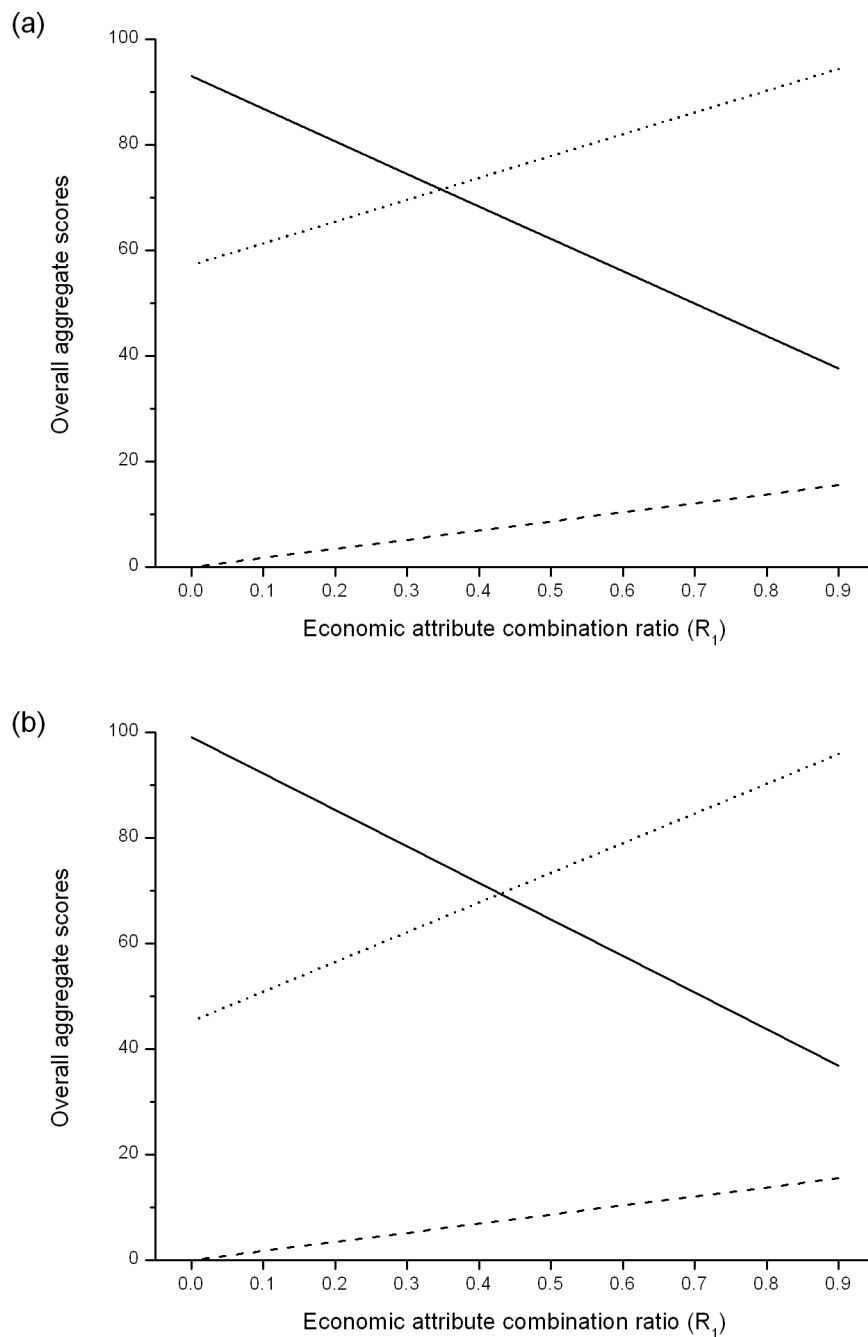 (a)
100
80
60
40
20
0
Overall aggregate scores
0.0 0.1 0.2 0.3 0.4 0.5 0.6 0.7 0.8 0.9
Economic attribute combination ratio (R₁)
(b)
100
80
60
40
20
0
Overall aggregate scores
0.0 0.1 0.2 0.3 0.4 0.5 0.6 0.7 0.8 0.9
Economic attribute combination ratio (R₁)